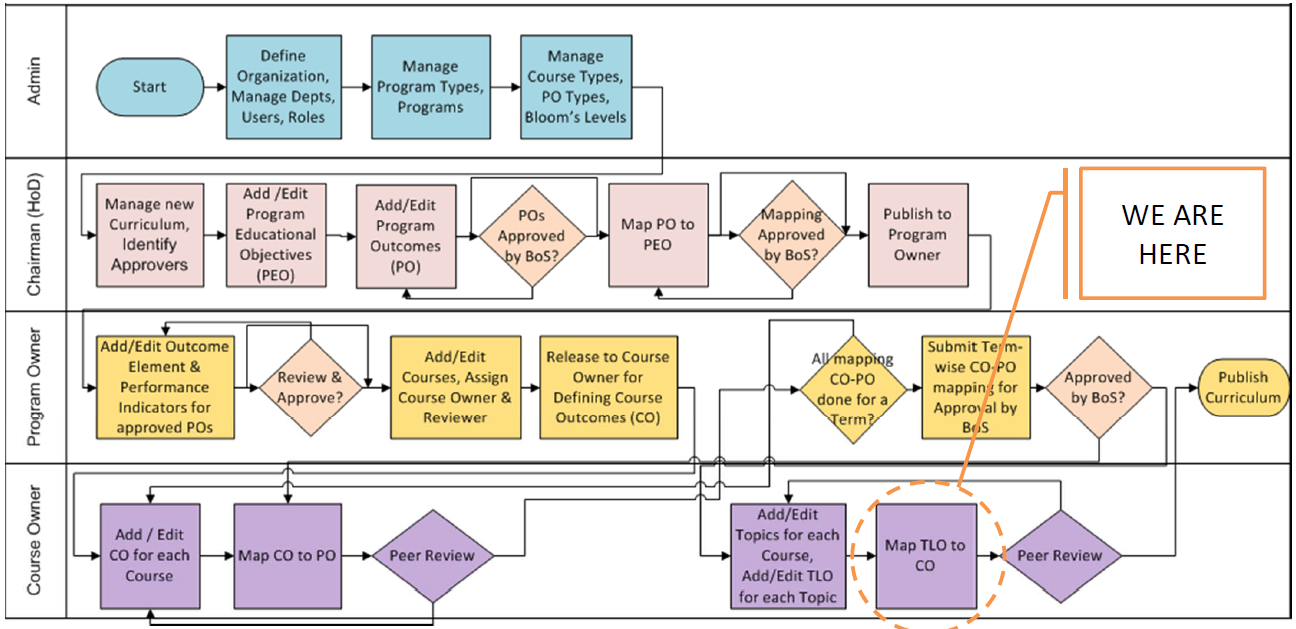 Admin
Start
Define
Organization,
Manage Depts,
Users, Roles
Manage
Program Types,
Programs
Manage
Course Types,
PO Types,
Bloom's Levels
Chairman (HoD)
Manage new
Curriculum,
Identify
Approvers
Add /Edit
Program
Educational
Objectives
(PEO)
Add/Edit
Program
Outcomes
(PO)
POs
Approved
by BoS?
Map PO to
PEO
Mapping
Approved
by BoS?
Publish to
Program
Owner
WE ARE
HERE
Program Owner
Add/Edit Outcome
Element &
Performance
Indicators for
approved POs
Review &
Approve?
Add/Edit
Courses, Assign
Course Owner &
Reviewer
Release to Course
Owner for
Defining Course
Outcomes (CO)
All mapping
CO-PO
done for a
Term?
Submit Term-
wise CO-PO
mapping for
Approval by
BoS
Approved
by BoS?
Publish
Curriculum
Course Owner
Add / Edit
CO for each
Course
Map CO to PO
Peer Review
Add/Edit
Topics for each
Course,
Add/Edit TLO
for each Topic
Map TLO to
CO
Peer Review